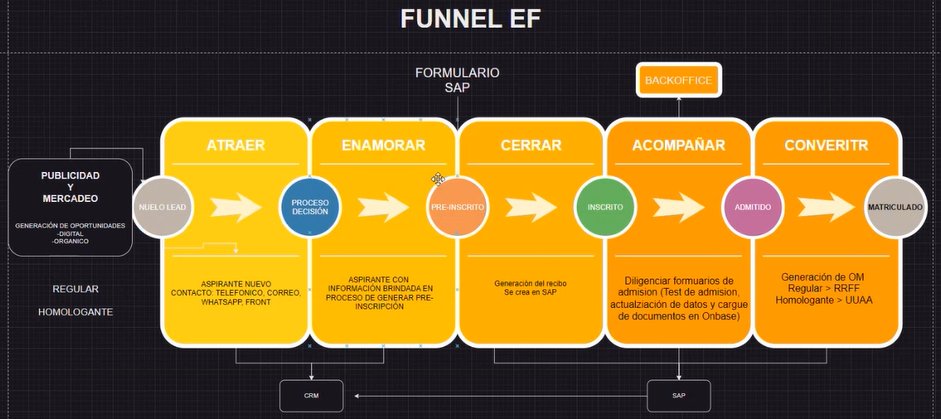 FUNNEL EF
FORMULARIO
SAP
BACKOFFICE
ATRAER
ENAMORAR
CERRAR
ACOMPAÑAR
CONVERITR
PUBLICIDAD
Y
MERCADEO
GENERACIÓN DE OPORTUNIDADES
-DIGITAL
-ORGANICO
NUELO LEAD
PROCESO
DECISIÓN
PRE-INSCRITO
INSCRITO
ADMITIDO
MATRICULADO
REGULAR
HOMOLOGANTE
ASPIRANTE NUEVO
CONTACTO: TELEFONICO, CORREO,
WHATSAPP, FRONT
ASPIRANTE CON
INFORMACIÓN BRINDADA EN
PROCESO DE GENERAR PRE-
INSCRIPCIÓN
Generación del recibo
Se crea en SAP
Diligenciar formuarios de
admision (Test de admision,
actualziación de datos y cargue
de documentos en Onbase)
Generación de OM
Regular > RRFF
Homologante > UUAA
CRM
SAP